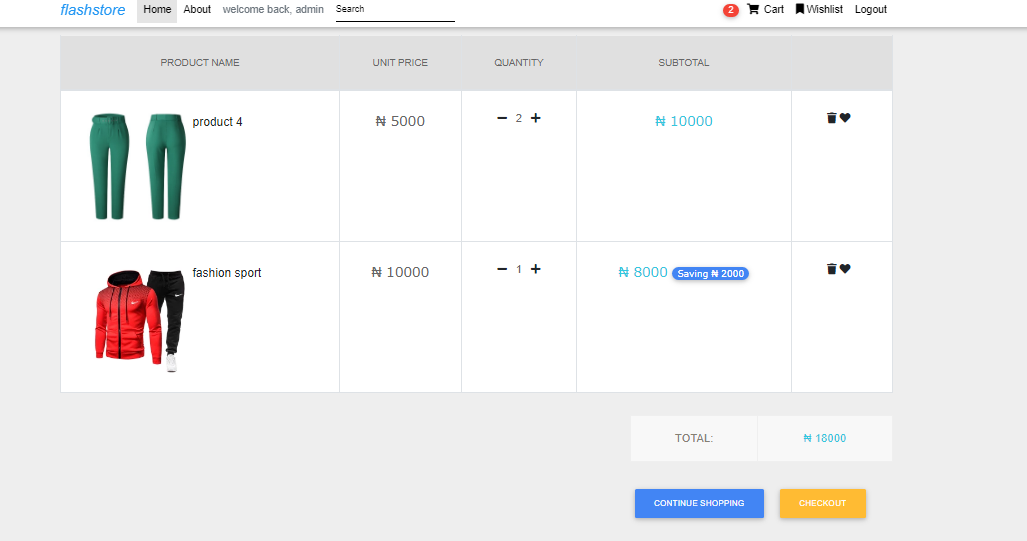 flashstore Home About welcome back, admin Search 2 Cart Wishlist Logout
PRODUCT NAME UNIT PRICE QUANTITY SUBTOTAL
product 4 ₦ 5000 2 ₦ 10000
fashion sport ₦ 10000 1 ₦ 8000 Saving ₦ 2000
TOTAL: ₦ 18000
CONTINUE SHOPPING CHECKOUT